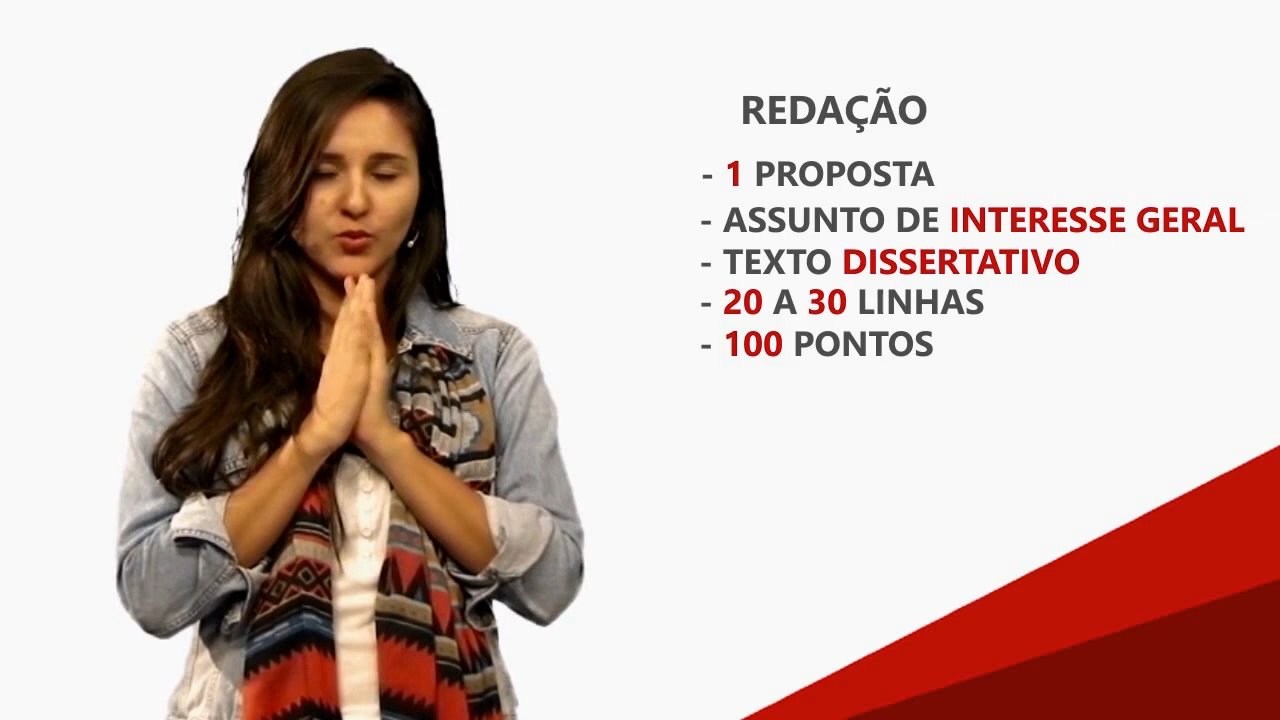 REDAÇÃO
- 1 PROPOSTA
- ASSUNTO DE INTERESSE GERAL
- TEXTO DISSERTATIVO
- 20 A 30 LINHAS
- 100 PONTOS